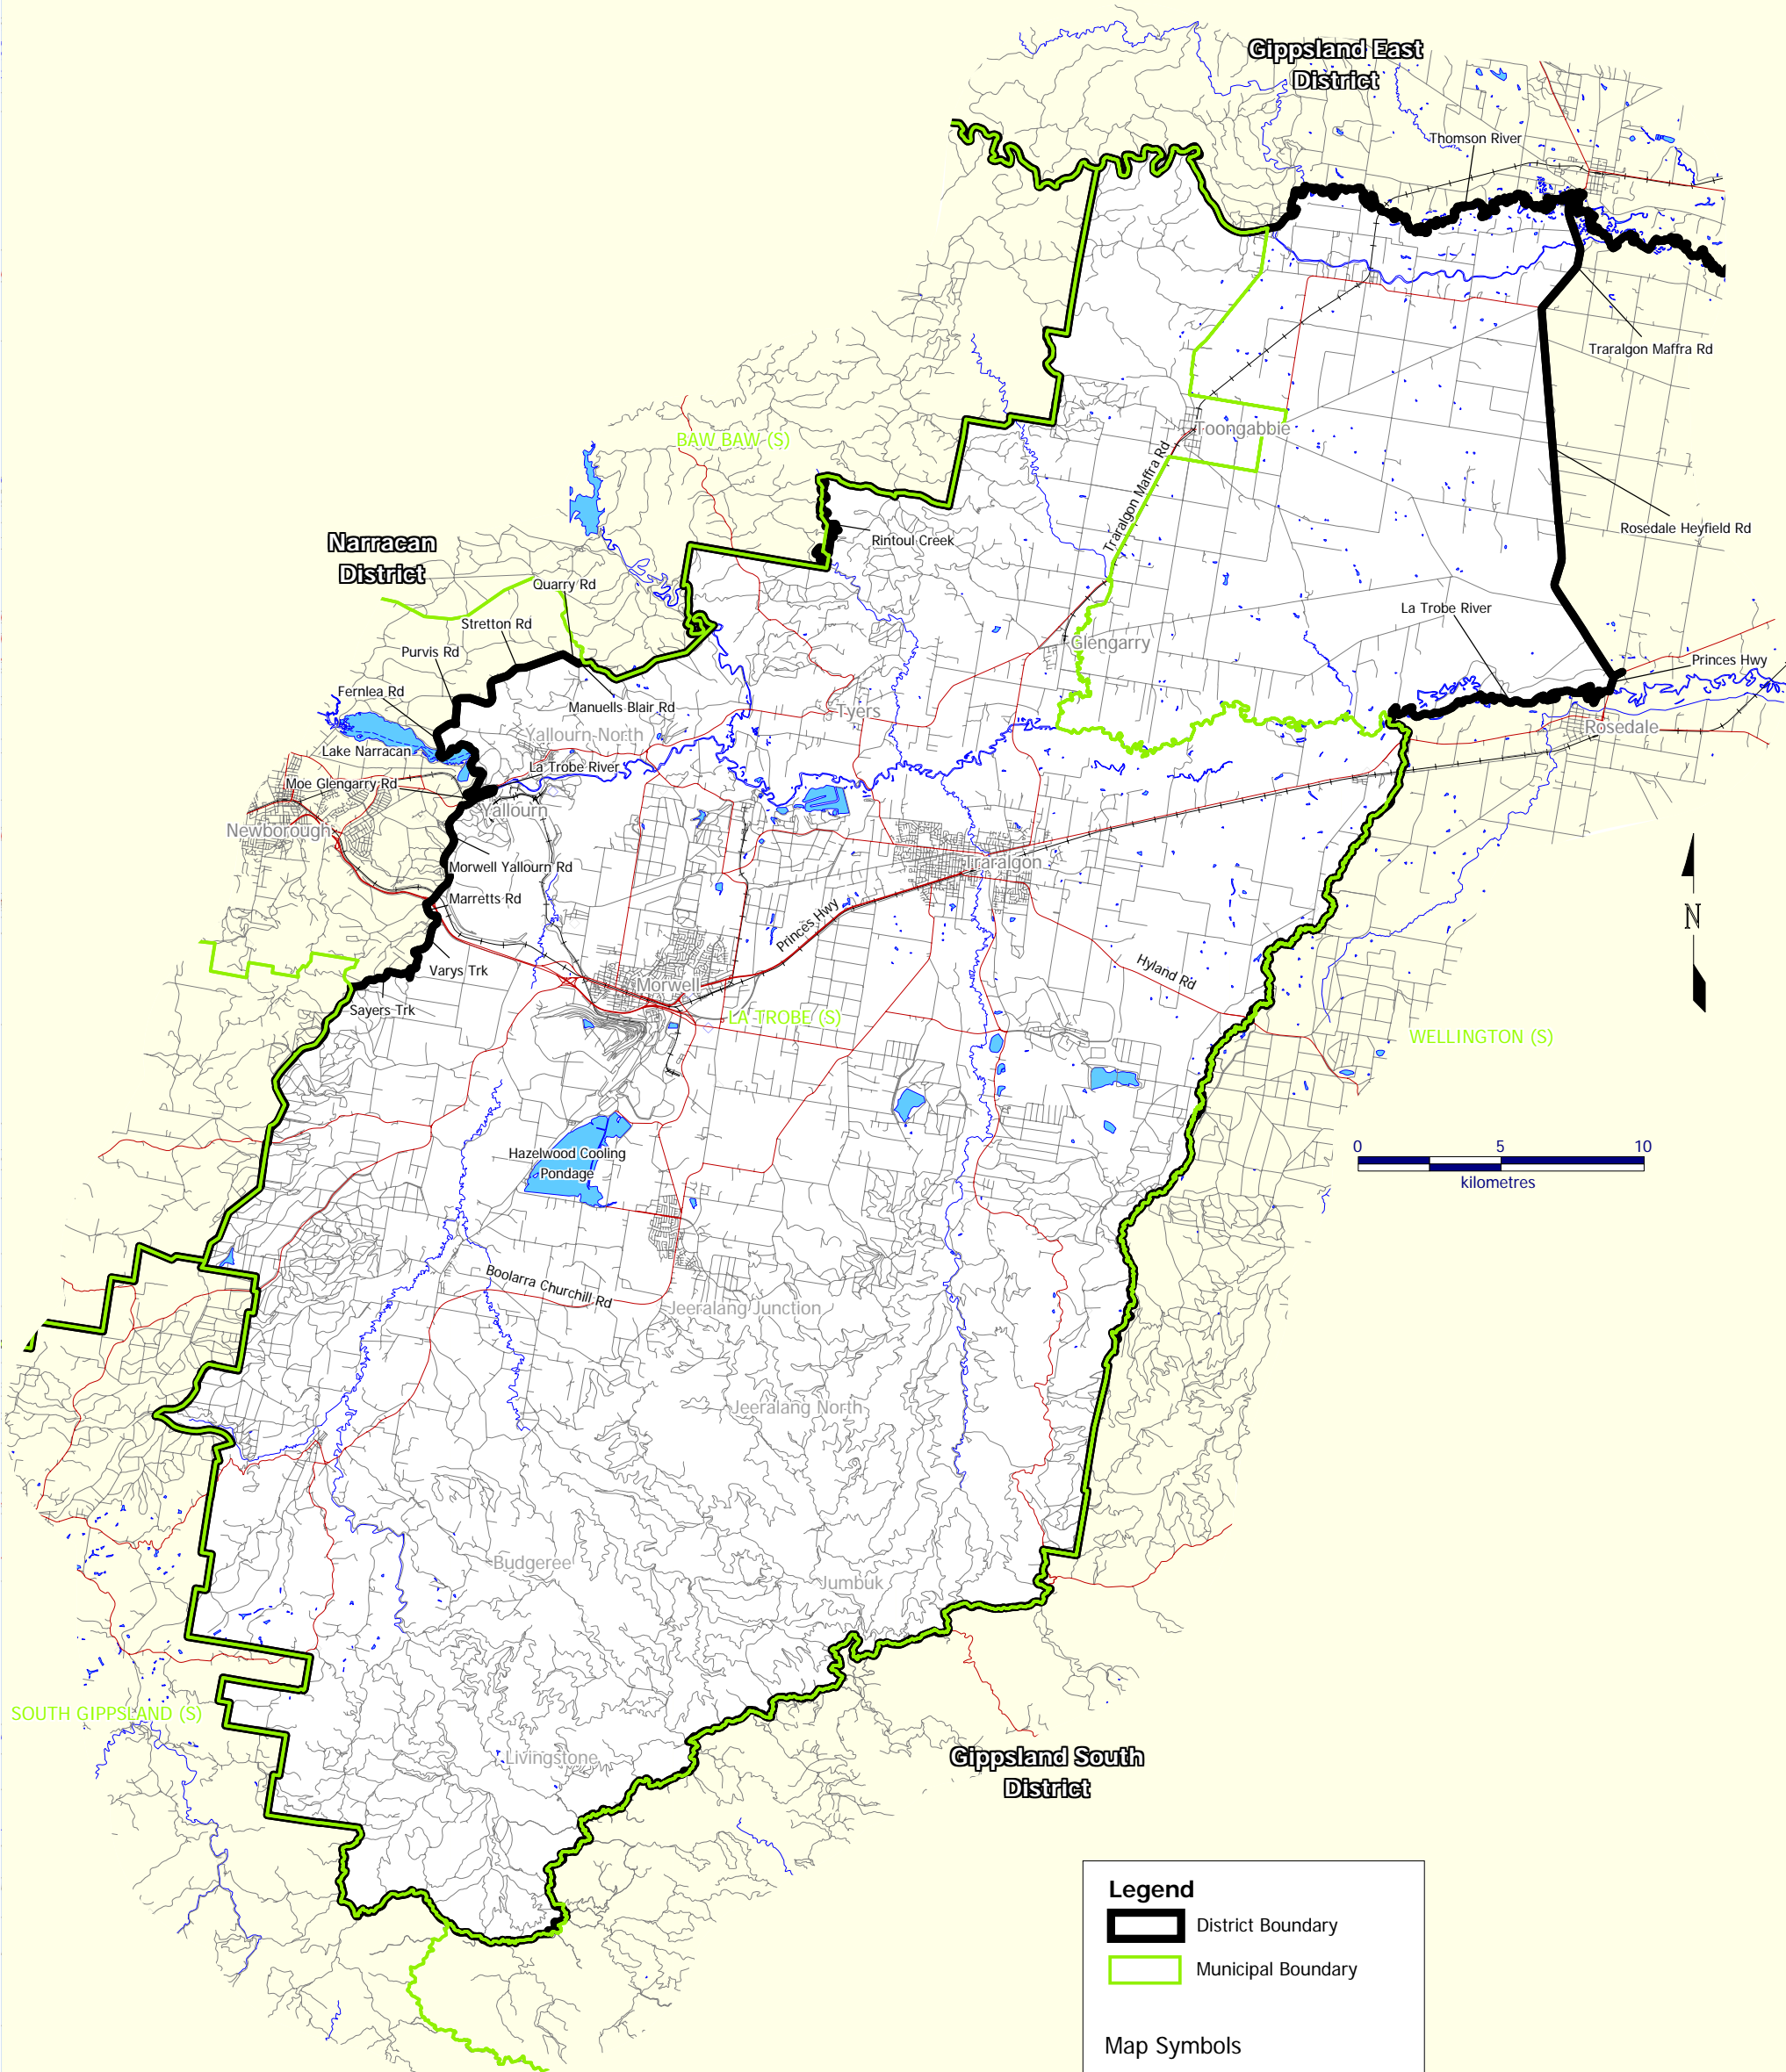 Gippsland East
District
Thomson River
Traralgon Maffra Rd
BAW BAW (S)
Toongabbie
Traralgon Maffra Rd
Rosedale Heyfield Rd
Rintoul Creek
Narracan
District
Quarry Rd
Stretton Rd
La Trobe River
Purvis Rd
Glengarry
Princes Hwy
Fernlea Rd
Manuells Blair Rd
Tyers
Rosedale
Yallourn North
Lake Narracan
La Trobe River
Moe Glengarry Rd
Yallourn
Newborough
Traralgon
Morwell Yallourn Rd
Marretts Rd
Princes Hwy
N
Varys Trk
Hyland Rd
Morwell
Sayers Trk
LA TROBE (S)
WELLINGTON (S)
0 5 10
kilometres
Hazelwood Cooling
Pondage
Boolarra Churchill Rd
Jeeralang Junction
Jeeralang North
Budgeree
Jumbuk
SOUTH GIPPSLAND (S)
Livingstone
Gippsland South
District
Legend
District Boundary
Municipal Boundary
Map Symbols